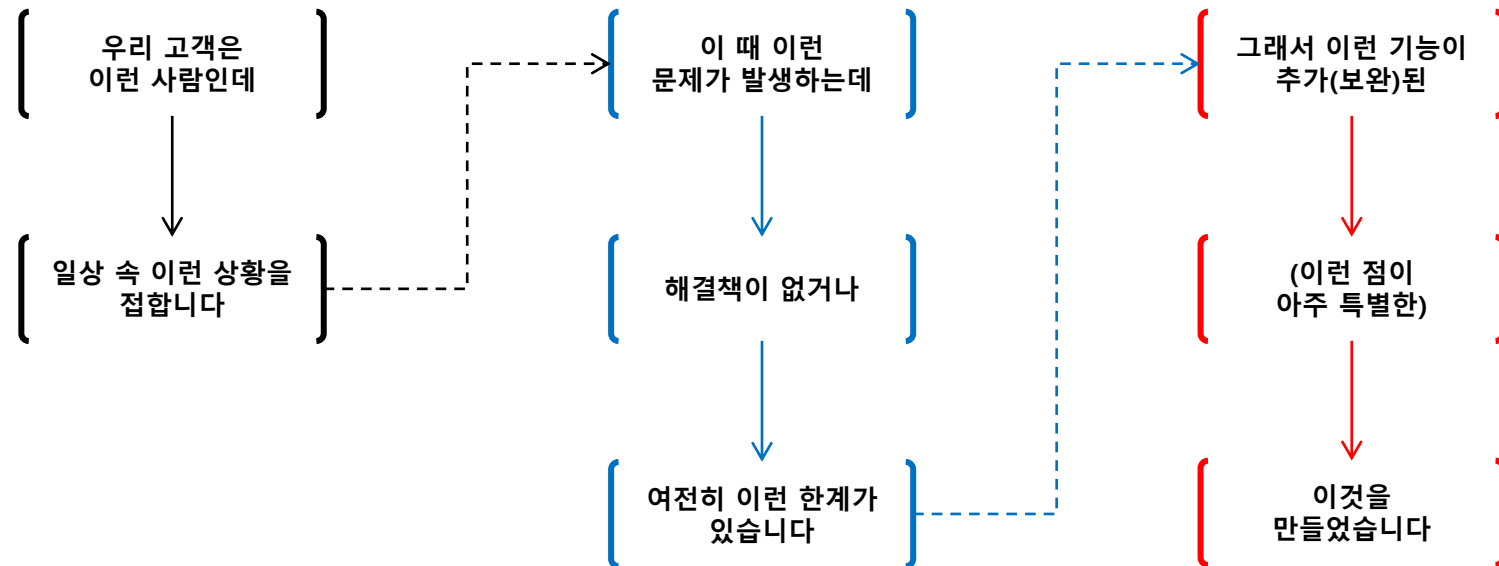 우리 고객은
이런 사람인데
일상 속 이런 상황을
접합니다
이 때 이런
문제가 발생하는데
해결책이 없거나
여전히 이런 한계가
있습니다
그래서 이런 기능이
추가(보완)된
(이런 점이
아주 특별한)
이것을
만들었습니다